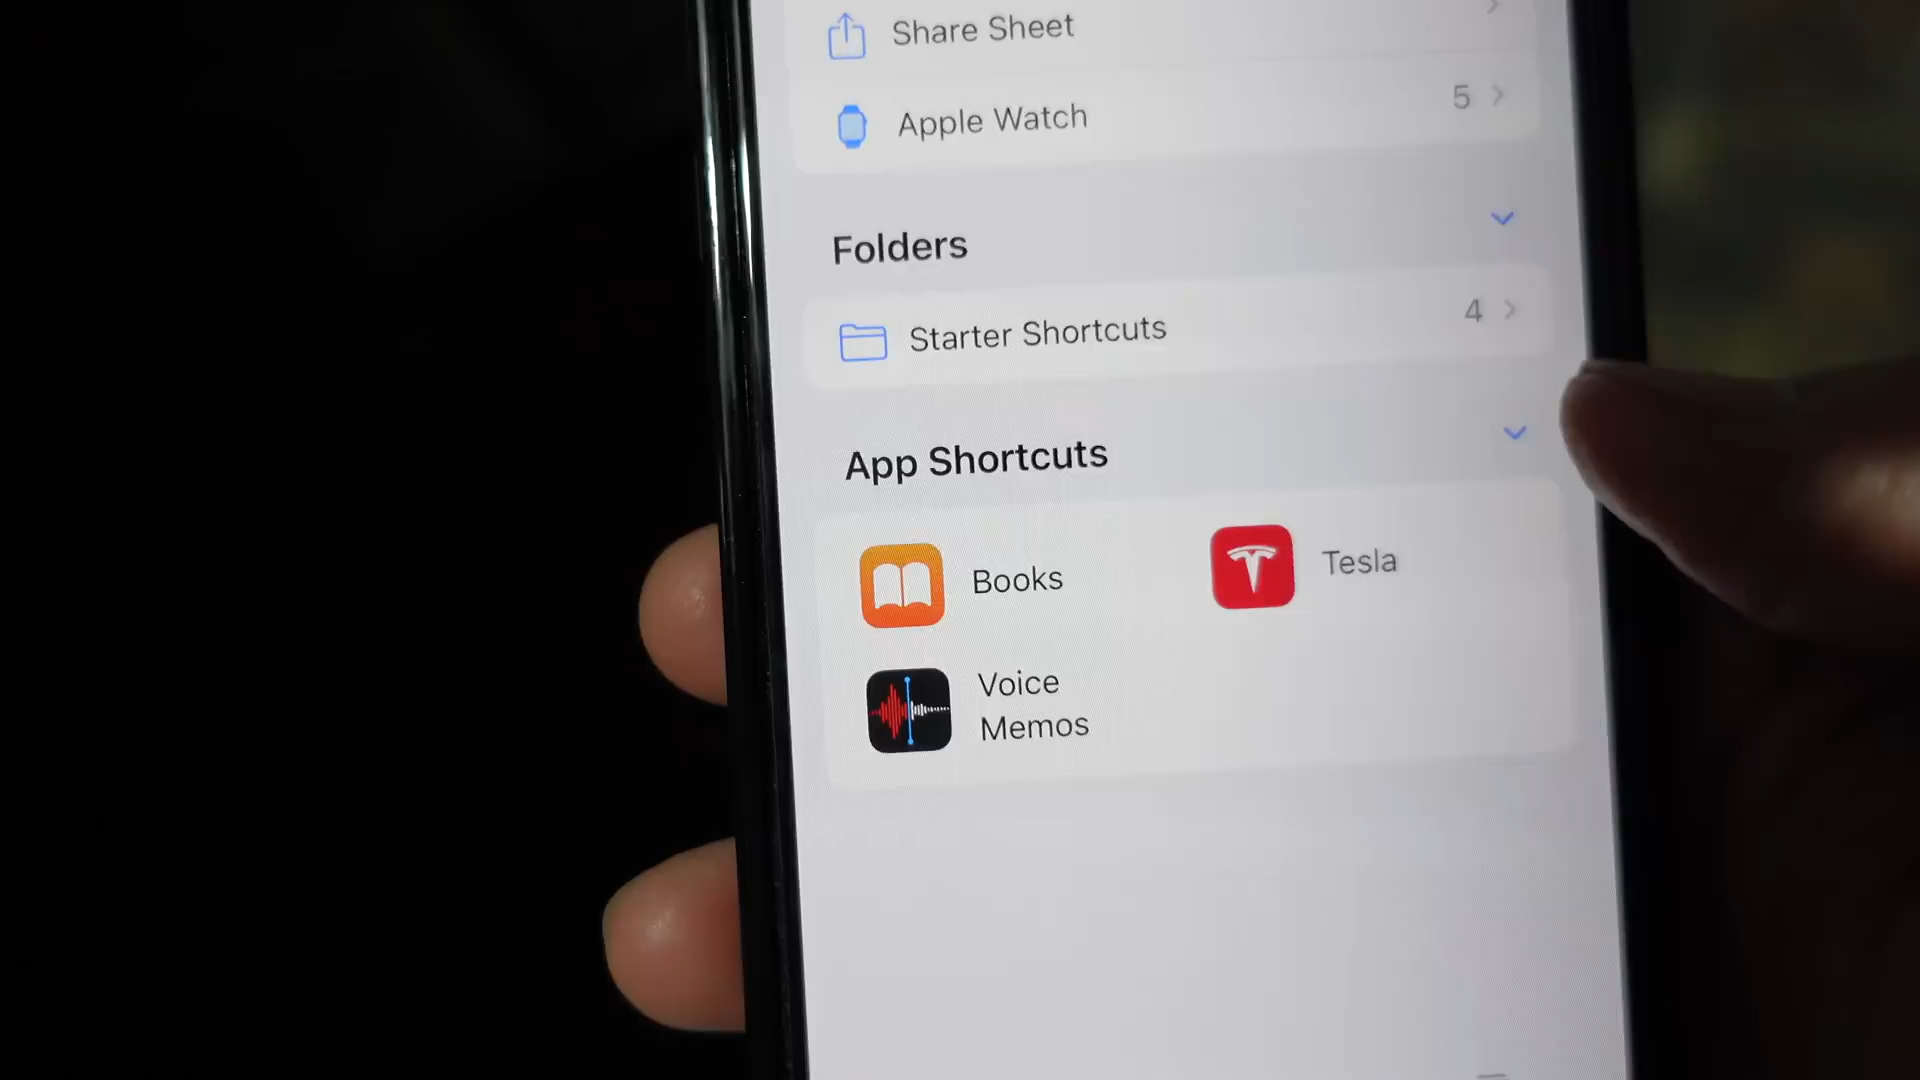 Share Sheet
Apple Watch 5
Folders
Starter Shortcuts 4
App Shortcuts
Books Tesla
Voice
Memos